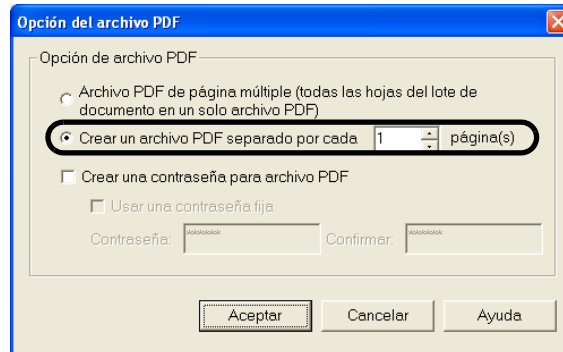 Opción del archivo PDF
Opción de archivo PDF
Archivo PDF de página múltiple (todas las hojas del lote de
documento en un solo archivo PDF)
Crear un archivo PDF separado por cada 1 página(s)
Crear una contraseña para archivo PDF
Usar una contraseña fija
Contraseña: ******** Confirmar: ********
Aceptar Cancelar Ayuda